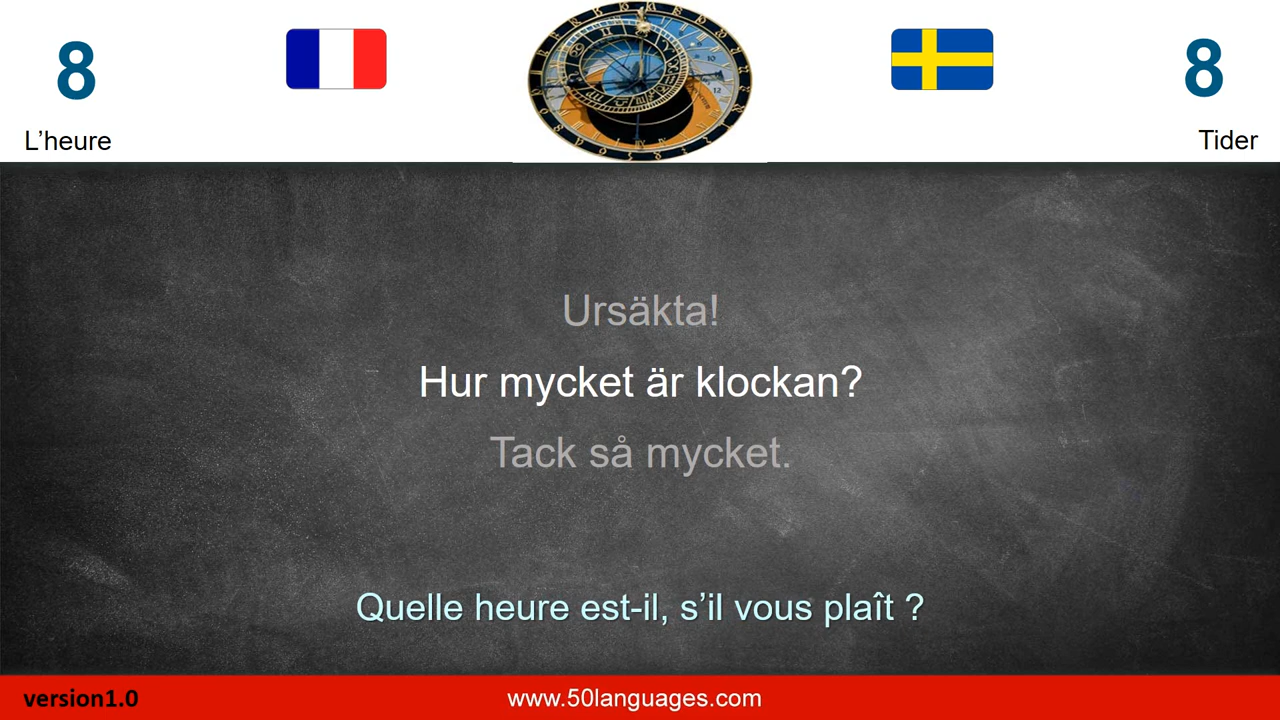 8
8
L’heure
Tider
Ursäkta!
Hur mycket är klockan?
Tack så mycket.
Quelle heure est-il, s’il vous plaît ?
version1.0
www.50languages.com